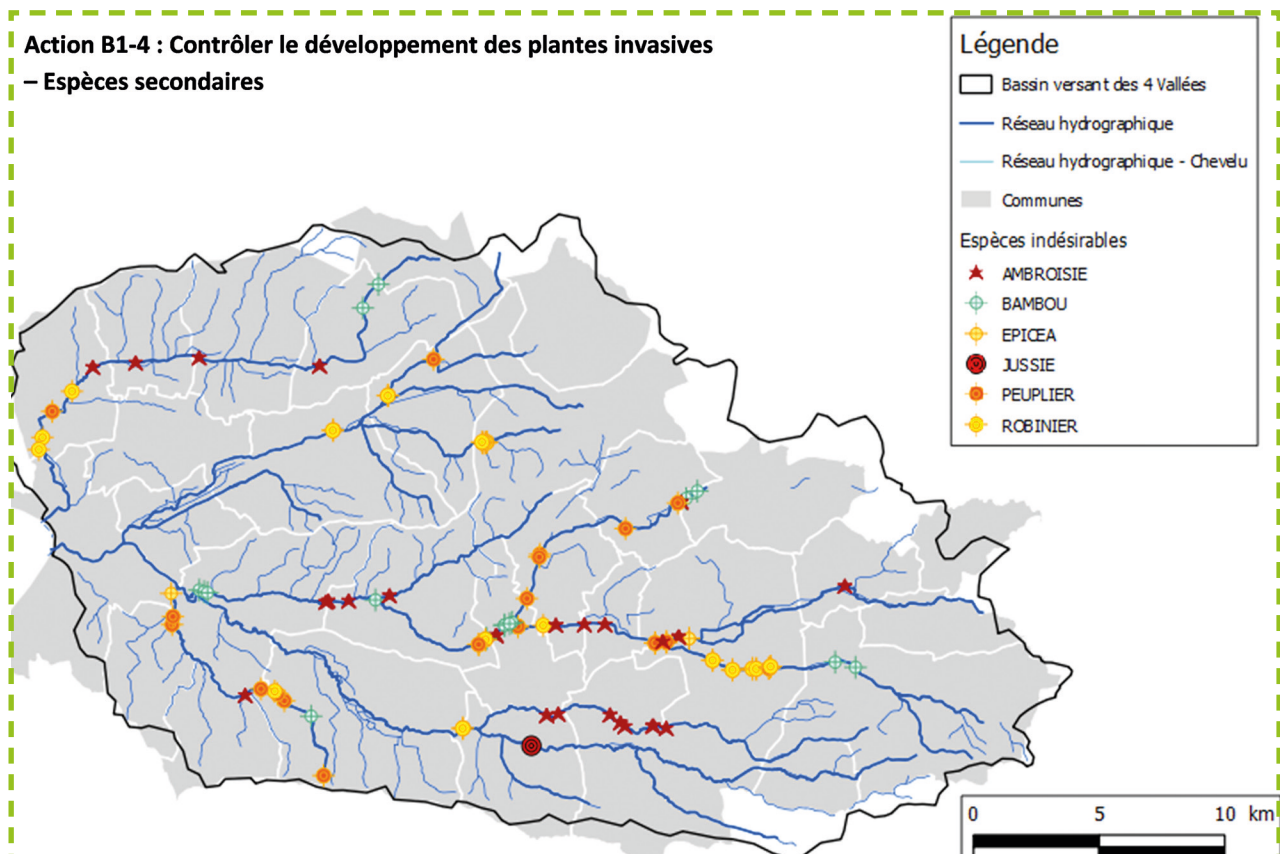 Action B1-4 : Contrôler le développement des plantes invasives
– Espèces secondaires
Légende
Bassin versant des 4 Vallées
Réseau hydrographique
Réseau hydrographique - Chevelu
Communes
Espèces indésirables
AMBROISIE
BAMBOU
EPICEA
JUSSIE
PEUPLIER
ROBINIER
0 5 10 km